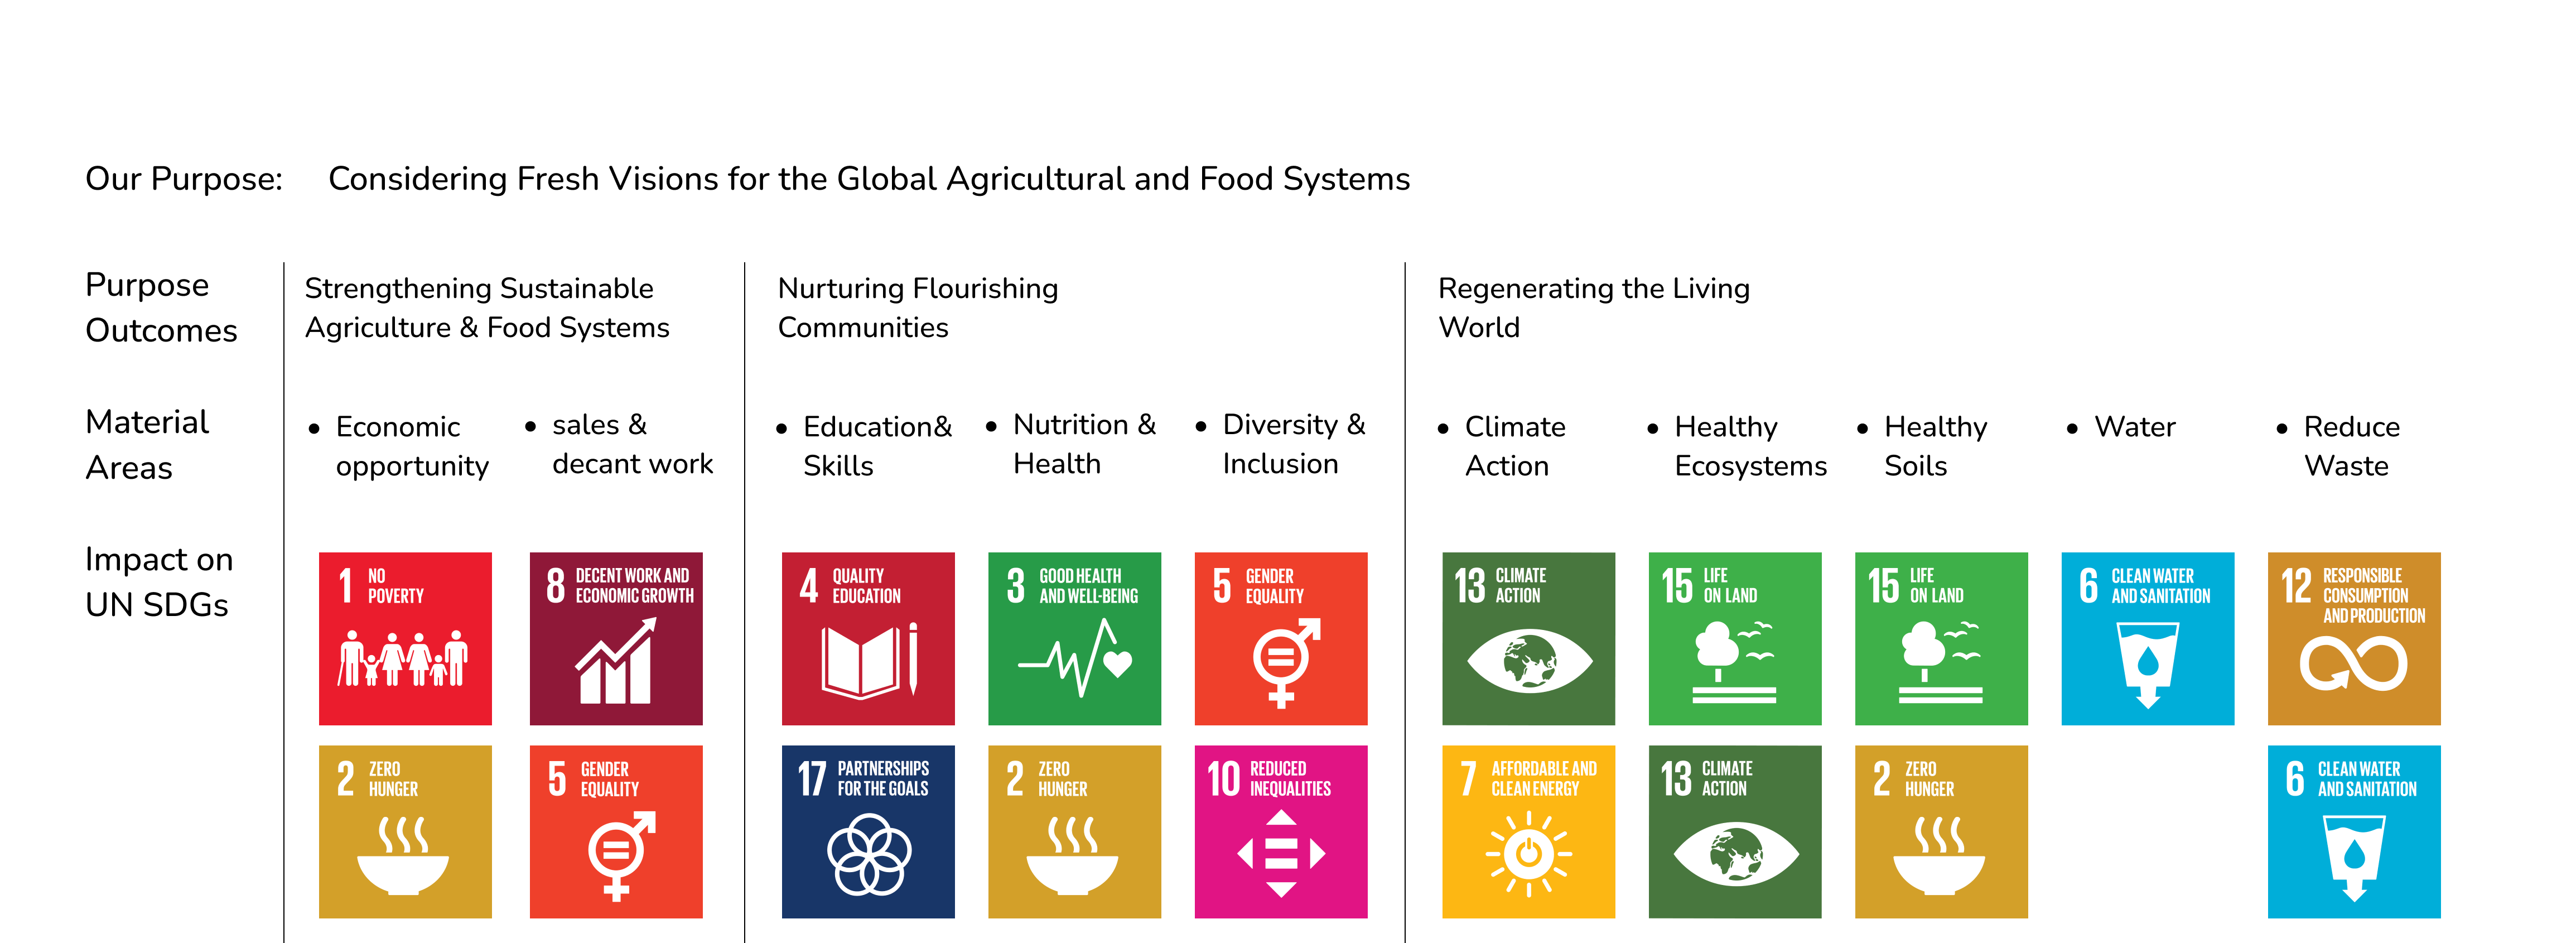 Our Purpose: Considering Fresh Visions for the Global Agricultural and Food Systems
Purpose
Outcomes
Strengthening Sustainable
Agriculture & Food Systems
Nurturing Flourishing
Communities
Regenerating the Living
World
Material
Areas
• Economic
opportunity
• sales &
decant work
• Education&
Skills
• Nutrition &
Health
• Diversity &
Inclusion
• Climate
Action
• Healthy
Ecosystems
• Healthy
Soils
• Water
• Reduce
Waste
Impact on
UN SDGs
1 NO
POVERTY
8 DECENT WORK AND
ECONOMIC GROWTH
4 QUALITY
EDUCATION
3 GOOD HEALTH
AND WELL-BEING
5 GENDER
EQUALITY
13 CLIMATE
ACTION
15 LIFE
ON LAND
15 LIFE
ON LAND
6 CLEAN WATER
AND SANITATION
12 RESPONSIBLE
CONSUMPTION
AND PRODUCTION
2 ZERO
HUNGER
5 GENDER
EQUALITY
17 PARTNERSHIPS
FOR THE GOALS
2 ZERO
HUNGER
10 REDUCED
INEQUALITIES
7 AFFORDABLE AND
CLEAN ENERGY
13 CLIMATE
ACTION
2 ZERO
HUNGER
6 CLEAN WATER
AND SANITATION